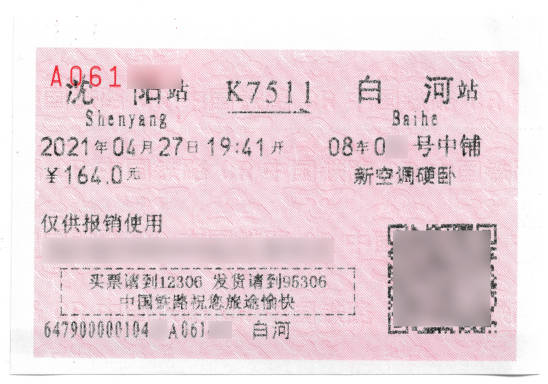 A061
沈 阳站 K7511 白 河站
Shenyang Baihe
2021年04月27日19:41开 08车0 号中铺
￥164.0元 新空调硬卧
仅供报销使用
买票请到12306 发货请到95306
中国铁路祝您旅途愉快
647900000104 A061 白河